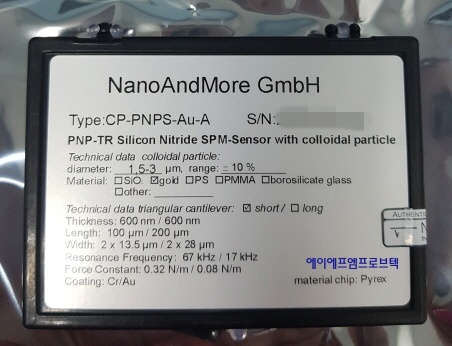 NanoAndMore GmbH
Type:CP-PNPS-Au-A S/N:
PNP-TR Silicon Nitride SPM-Sensor with colloidal particle
Technical data colloidal particle:
diameter: 1,5-3 µm, range: ± 10 %
Material: ☐SiO. ☑gold ☐PS ☐PMMA ☐borosilicate glass
☐other:
Technical data triangular cantilever: ☑ short / ☐ long
Thickness: 600 nm / 600 nm
Length: 100 µm / 200 µm
Width: 2 x 13.5 µm / 2 x 28 µm
Resonance Frequency: 67 kHz / 17 kHz
Force Constant: 0.32 N/m / 0.08 N/m
Coating: Cr/Au
에이에프엠프로브텍
material chip: Pyrex